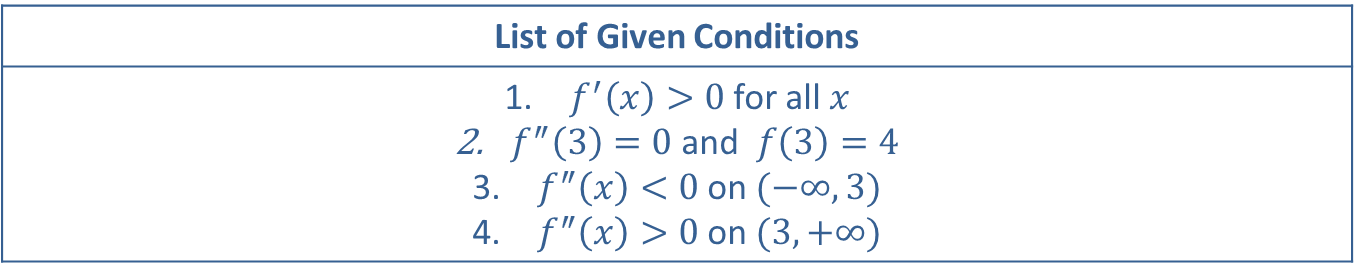 List of Given Conditions
1. f′(x) > 0 for all x
2. f″(3) = 0 and f(3) = 4
3. f″(x) < 0 on (−∞, 3)
4. f″(x) > 0 on (3, +∞)